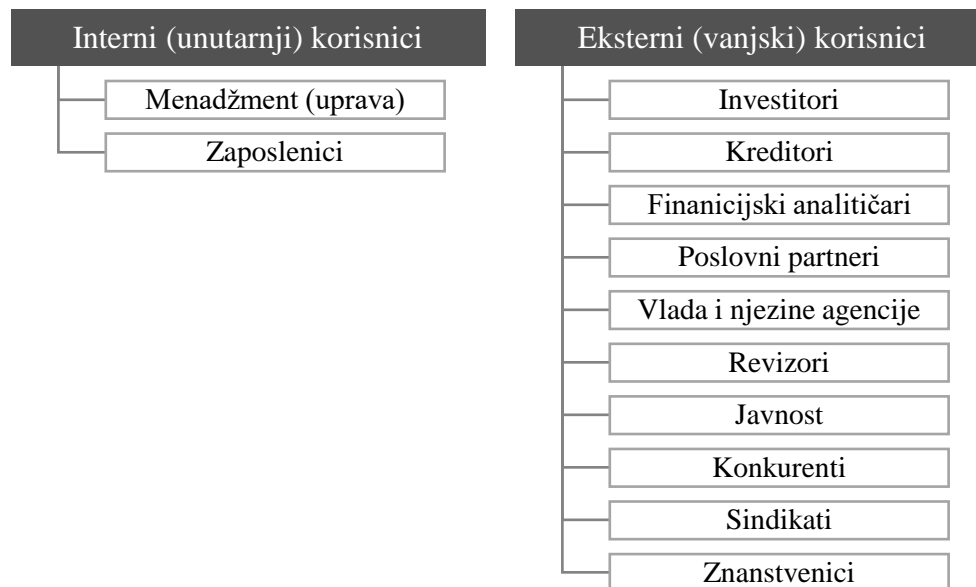 Interni (unutarnji) korisnici
Menadžment (uprava)
Zaposlenici
Eksterni (vanjski) korisnici
Investitori
Kreditori
Finanicijski analitičari
Poslovni partneri
Vlada i njezine agencije
Revizori
Javnost
Konkurenti
Sindikati
Znanstvenici